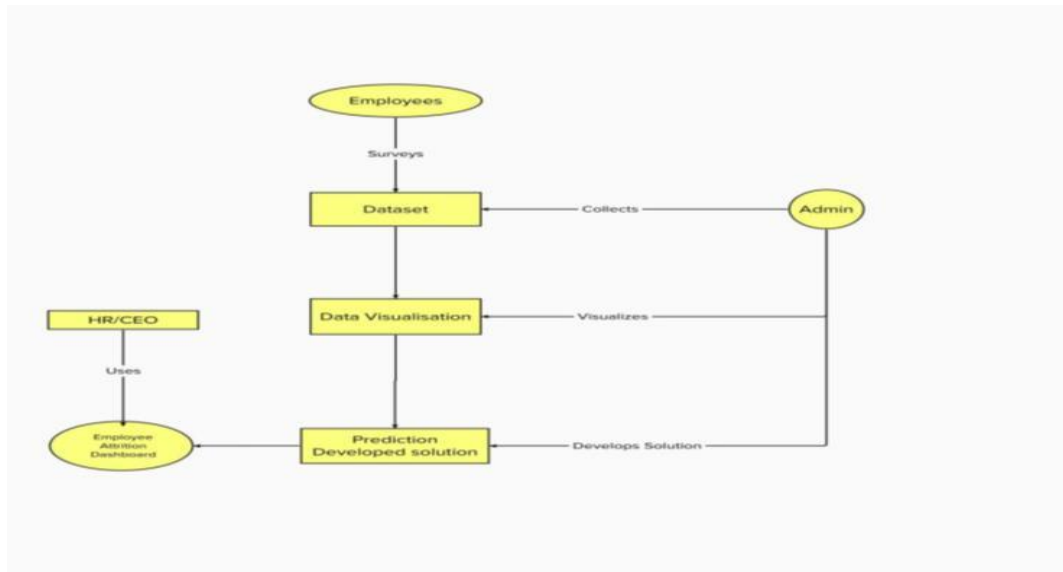 Employees
Surveys
Dataset
Collects
Admin
HR/CEO
Data Visualisation
Visualizes
Uses
Employee
Attrition
Dashboard
Prediction
Developed solution
Develops Solution